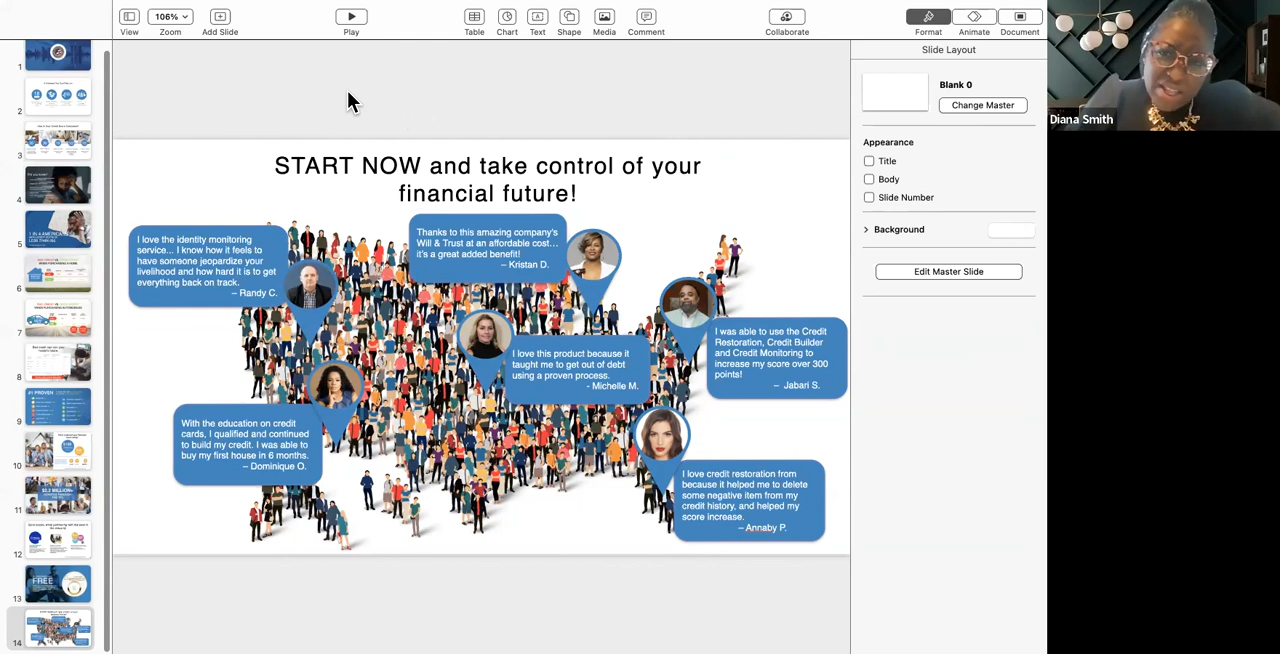 106%
View
Zoom
Add Slide
Play
Table
Chart
Text
Shape
Media
Comment
Collaborate
Format
Animate
Document
1
2
3
4
5
6
7
8
9
10
11
12
13
14
#1 PROVEN
FREE
START NOW and take control of your
financial future!
I love the identity monitoring
service... I know how it feels to
have someone jeopardize your
livelihood and how hard it is to get
everything back on track.
– Randy C.
Thanks to this amazing company's
Will & Trust at an affordable cost...
it's a great added benefit!
– Kristan D.
I was able to use the Credit
Restoration, Credit Builder
and Credit Monitoring to
increase my score over 300
points!
– Jabari S.
I love this product because it
taught me to get out of debt
using a proven process.
- Michelle M.
With the education on credit
cards, I qualified and continued
to build my credit. I was able to
buy my first house in 6 months.
– Dominique O.
I love credit restoration from
because it helped me to delete
some negative item from my
credit history, and helped my
score increase.
– Annaby P.
Slide Layout
Blank 0
Change Master
Appearance
Title
Body
Slide Number
Background
Edit Master Slide
Diana Smith